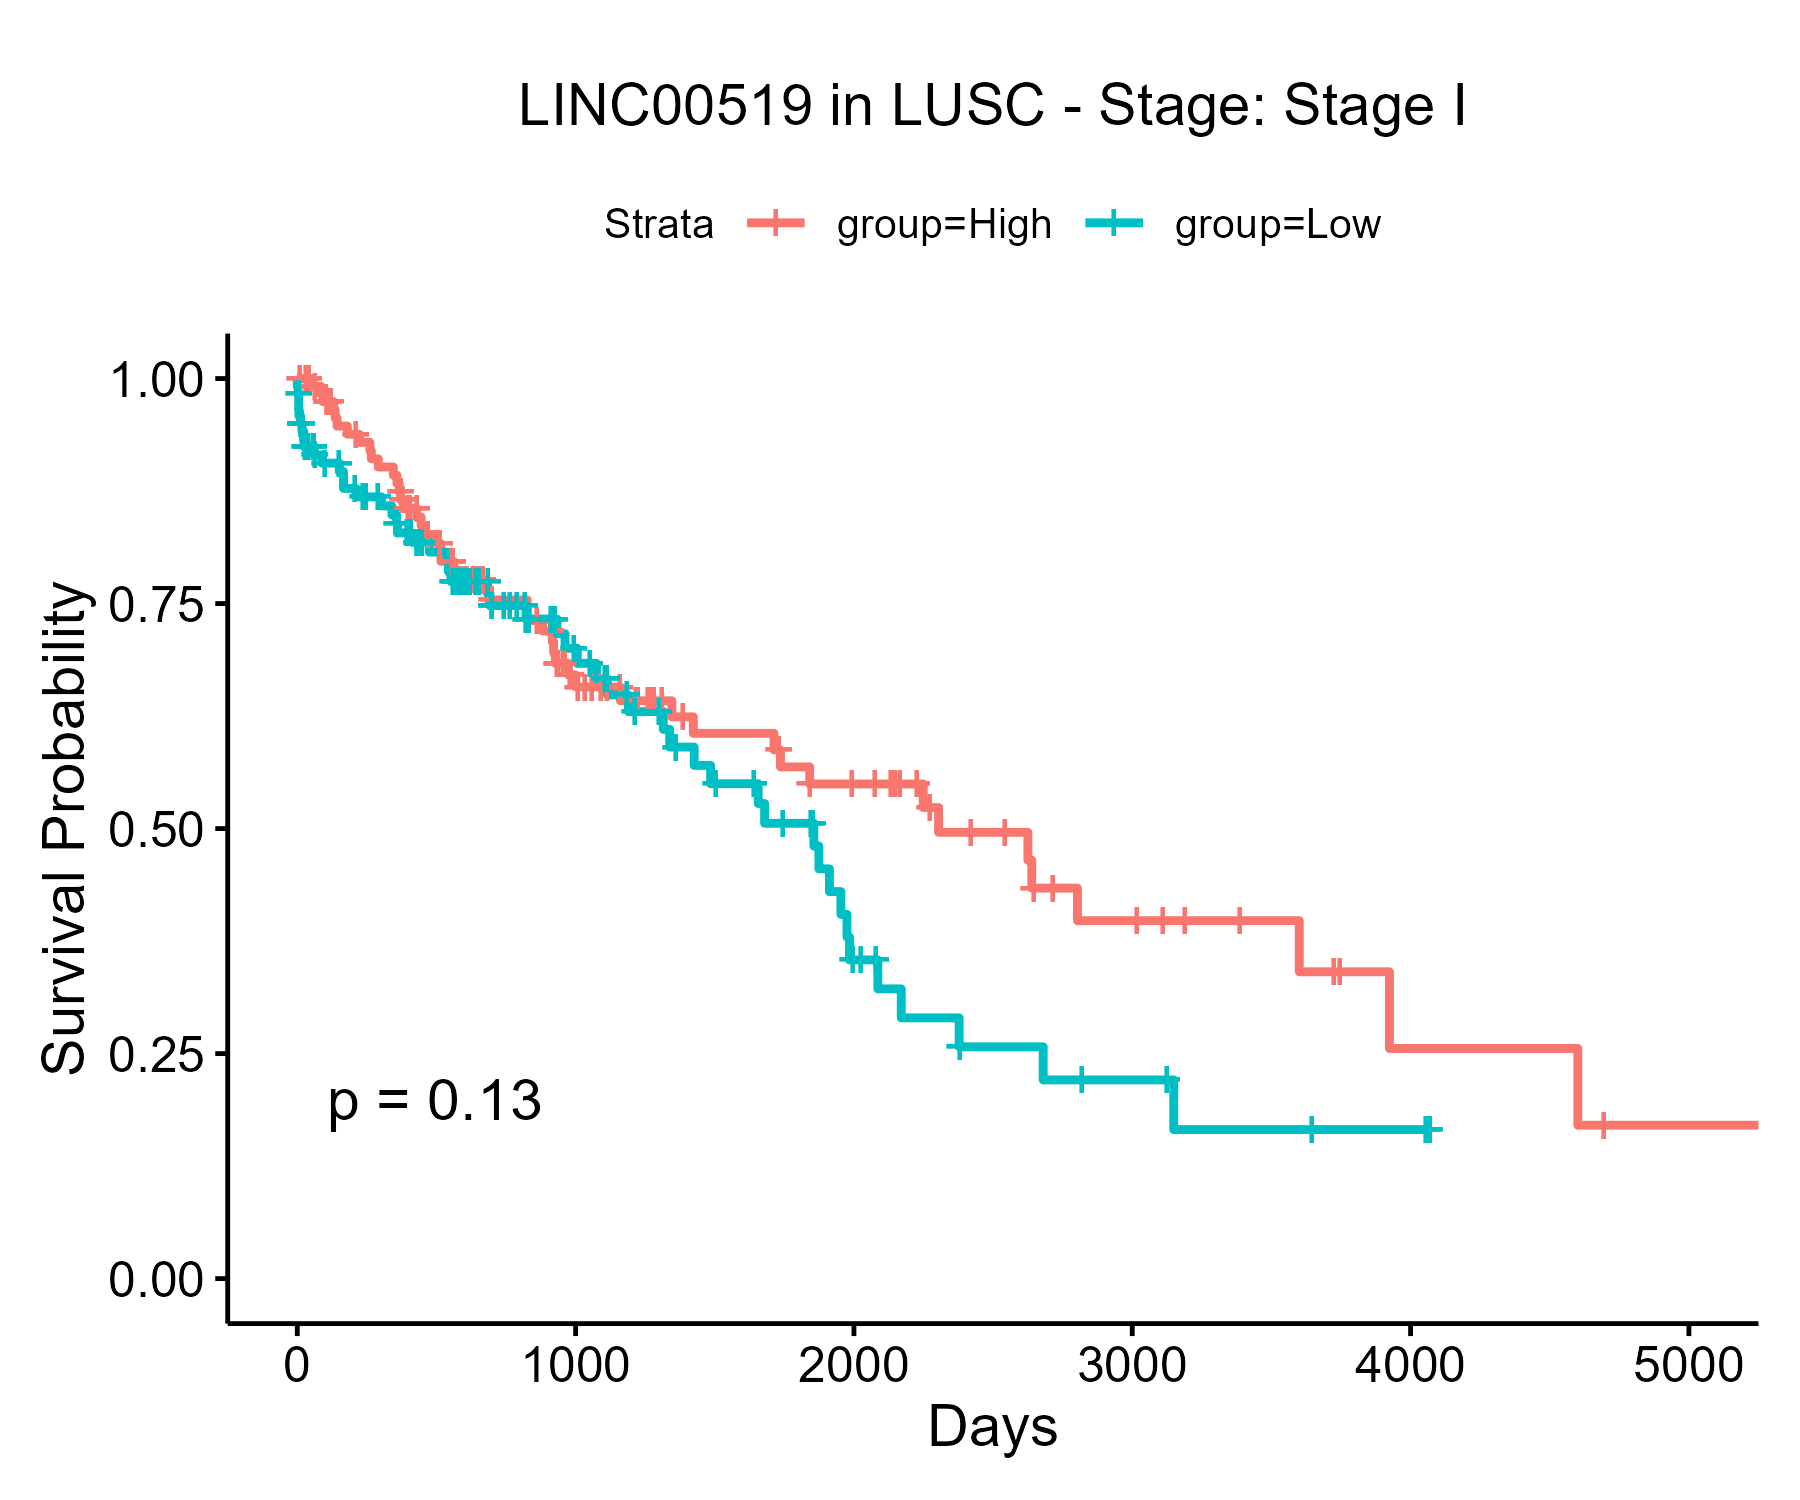 LINC00519 in LUSC - Stage: Stage I
Strata group=High group=Low
1.00
0.75
0.50
0.25
0.00
Survival Probability
p = 0.13
0 1000 2000 3000 4000 5000
Days